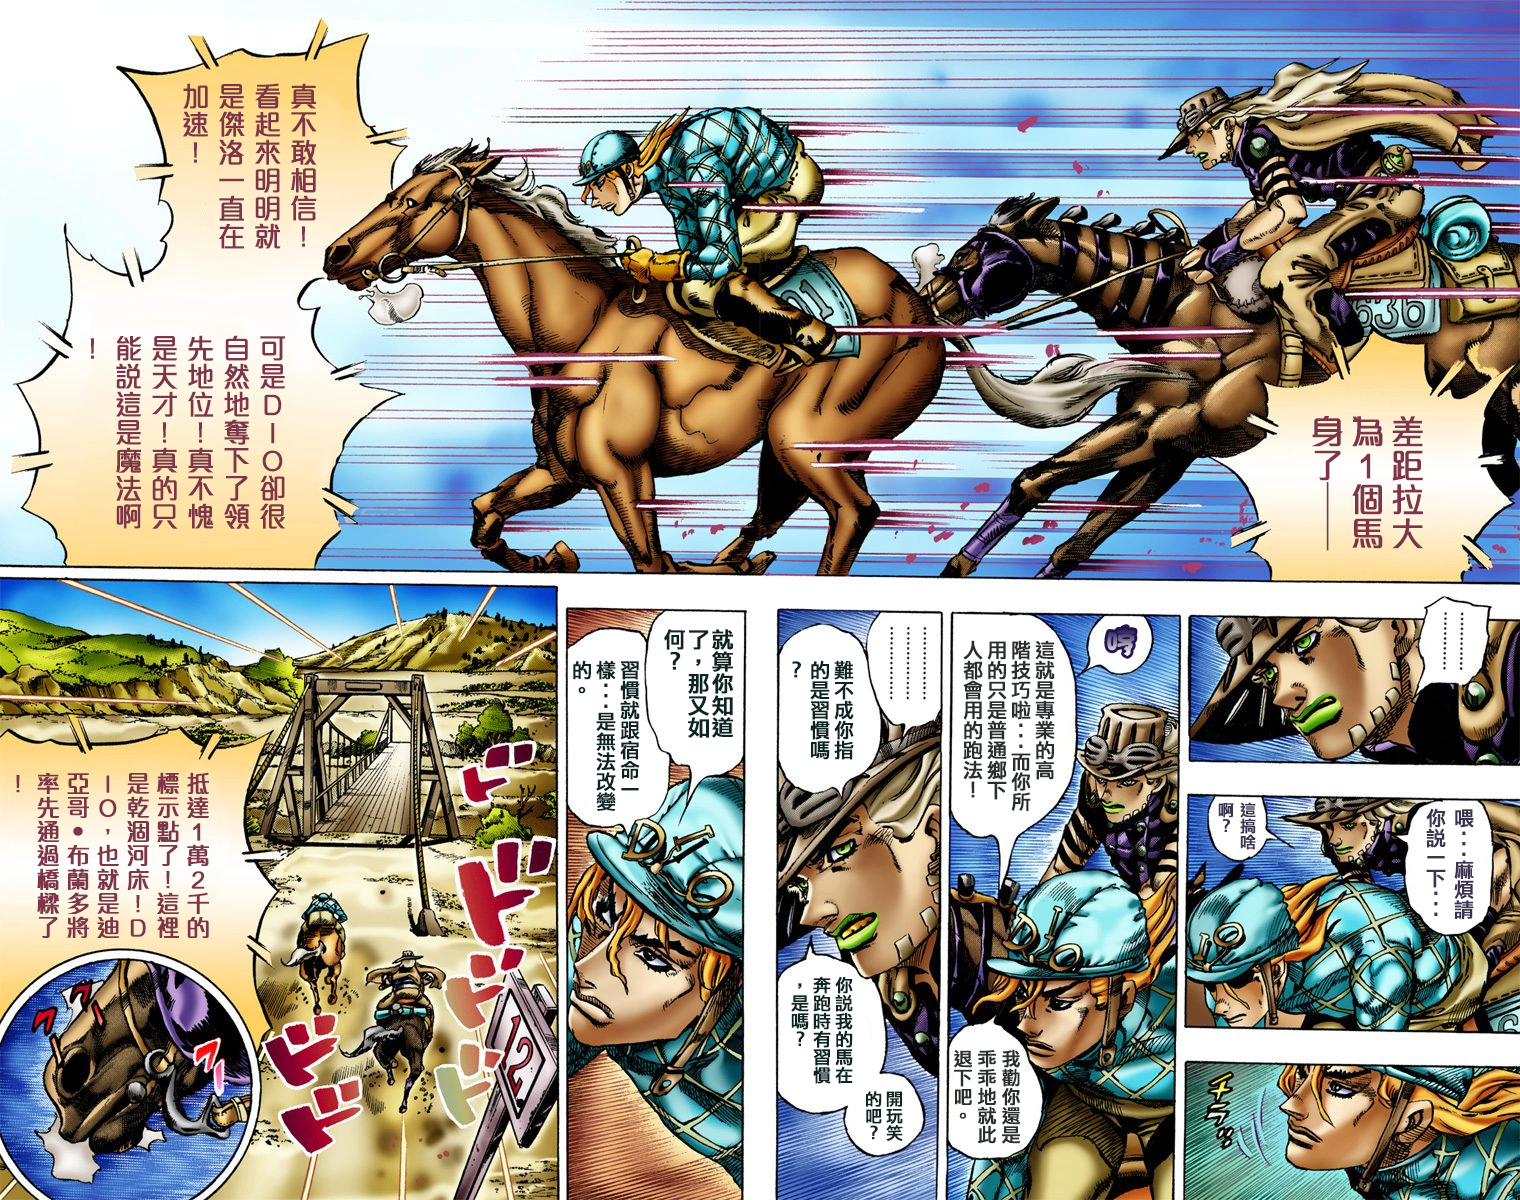 差距拉大
為1個馬
身了——
真不敢相信！
看起來明明就
是傑洛一直在
加速！
可是DIO卻很
自然地奪下了領
先地位！真不愧
是天才！真的只
能說這是魔法啊
！
01
636
⋯⋯⋯
喂⋯麻煩請
你說一下⋯
這搞啥
啊？
DIO
チラ
哼
這就是專業的高
階技巧啦⋯而你所
用的只是普通鄉下
人都會用的跑法！
DIO
我勸你還是
乖乖地就此
退下吧。
⋯⋯⋯⋯
難不成你指
的是習慣嗎
？
你說我的馬在
奔跑時有習慣
，是嗎？
開玩笑
的吧？
就算你知道
了，那又如
何？
習慣就跟宿命一
樣⋯是無法改變
的。
DIO
ドドドドド
12
抵達1萬2千的
標示點了！這裡
是乾涸河床！D
IO，也就是迪
亞哥•布蘭多將
率先通過橋樑了
！